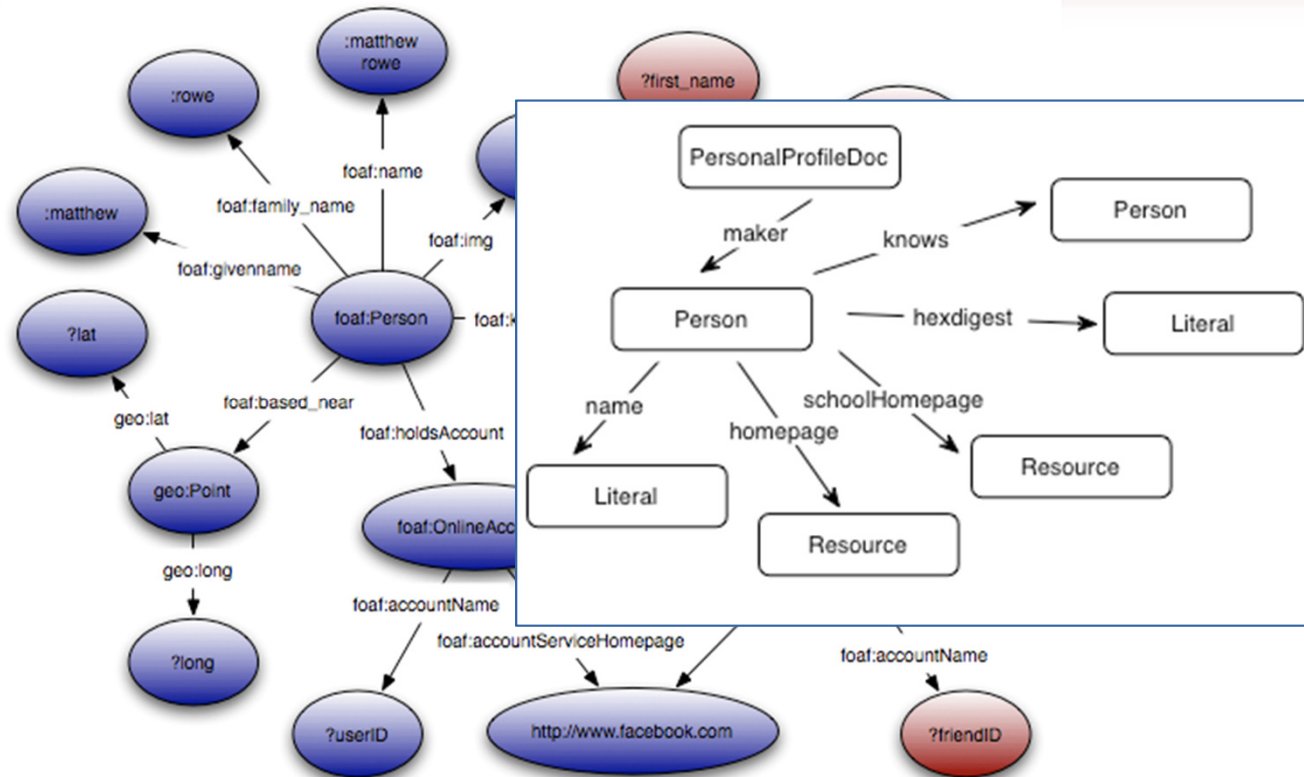 :matthew
rowe
:rowe
?first_name
foaf:name
foaf:family_name
:matthew
foaf:img
foaf:givenname
foaf:Person
?lat
foaf:based_near
geo:lat
foaf:holdsAccount
geo:Point
geo:long
foaf:accountName
foaf:accountServiceHomepage
?long
?userID
http://www.facebook.com
foaf:accountName
?friendID
PersonalProfileDoc
maker
knows
Person
Person
hexdigest
Literal
name
homepage
schoolHomepage
Literal
Resource
Resource